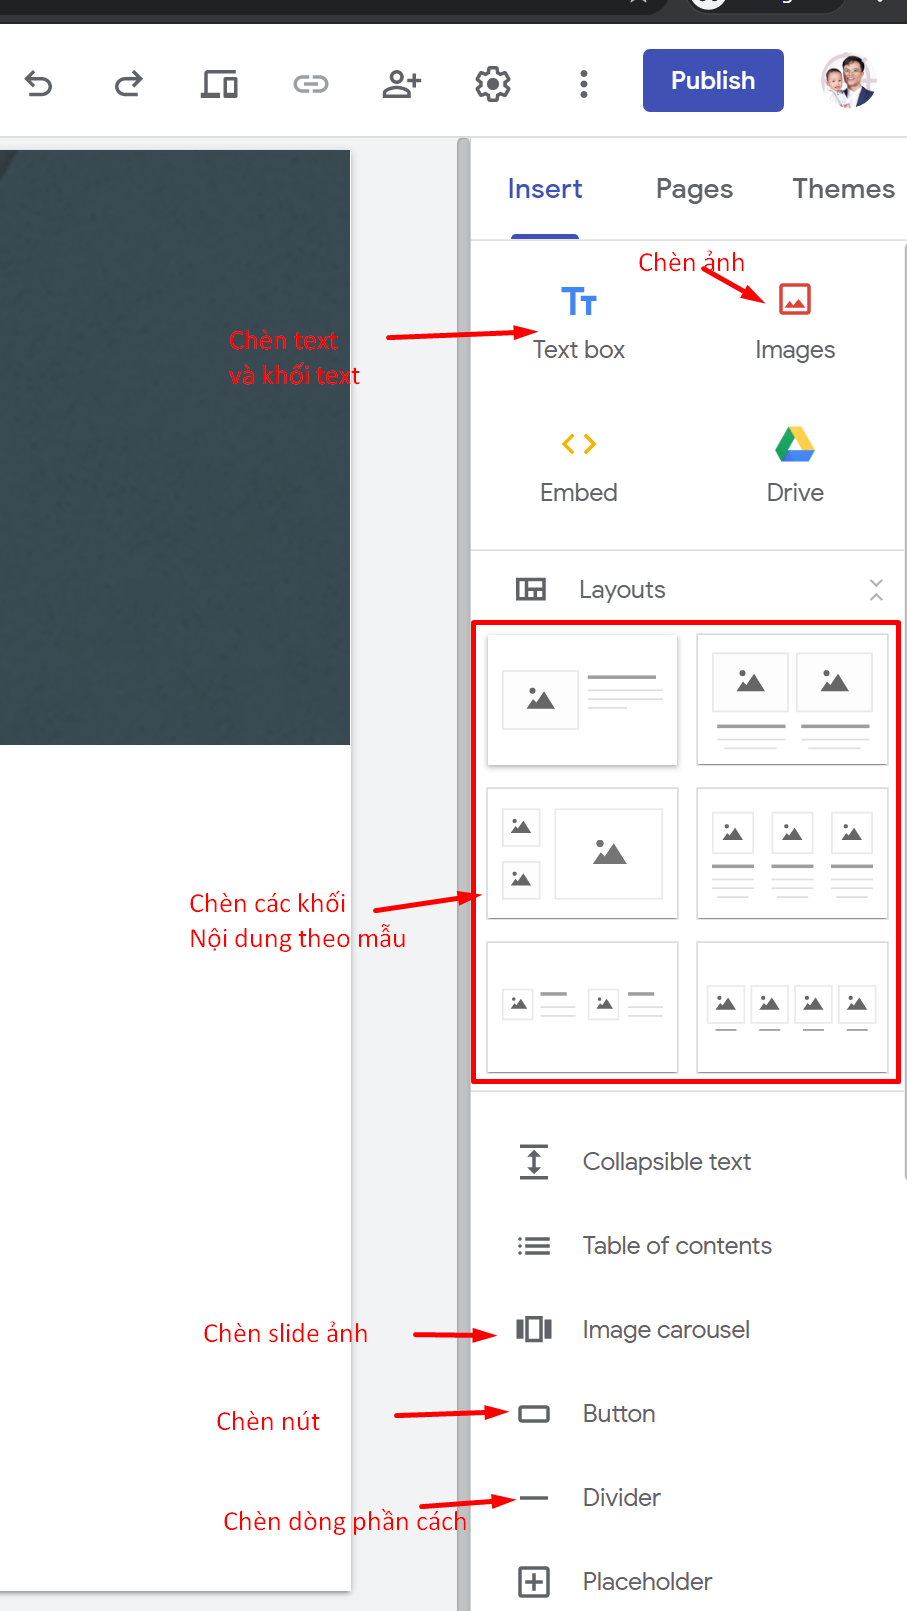 Publish
Insert
Pages
Themes
Chèn ảnh
Chèn text
và khối text
Text box
Images
Embed
Drive
Layouts
Chèn các khối
Nội dung theo mẫu
Collapsible text
Table of contents
Chèn slide ảnh
Image carousel
Chèn nút
Button
Chèn dòng phần cách
Divider
Placeholder